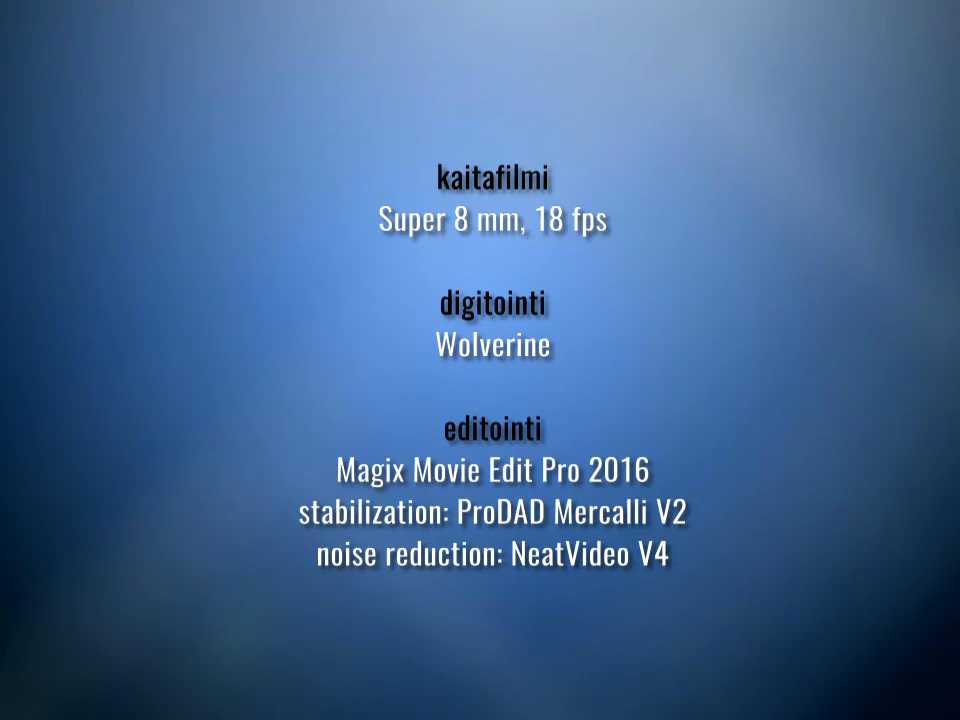 kaitafilmi
Super 8 mm, 18 fps
digitointi
Wolverine
editointi
Magix Movie Edit Pro 2016
stabilization: ProDAD Mercalli V2
noise reduction: NeatVideo V4